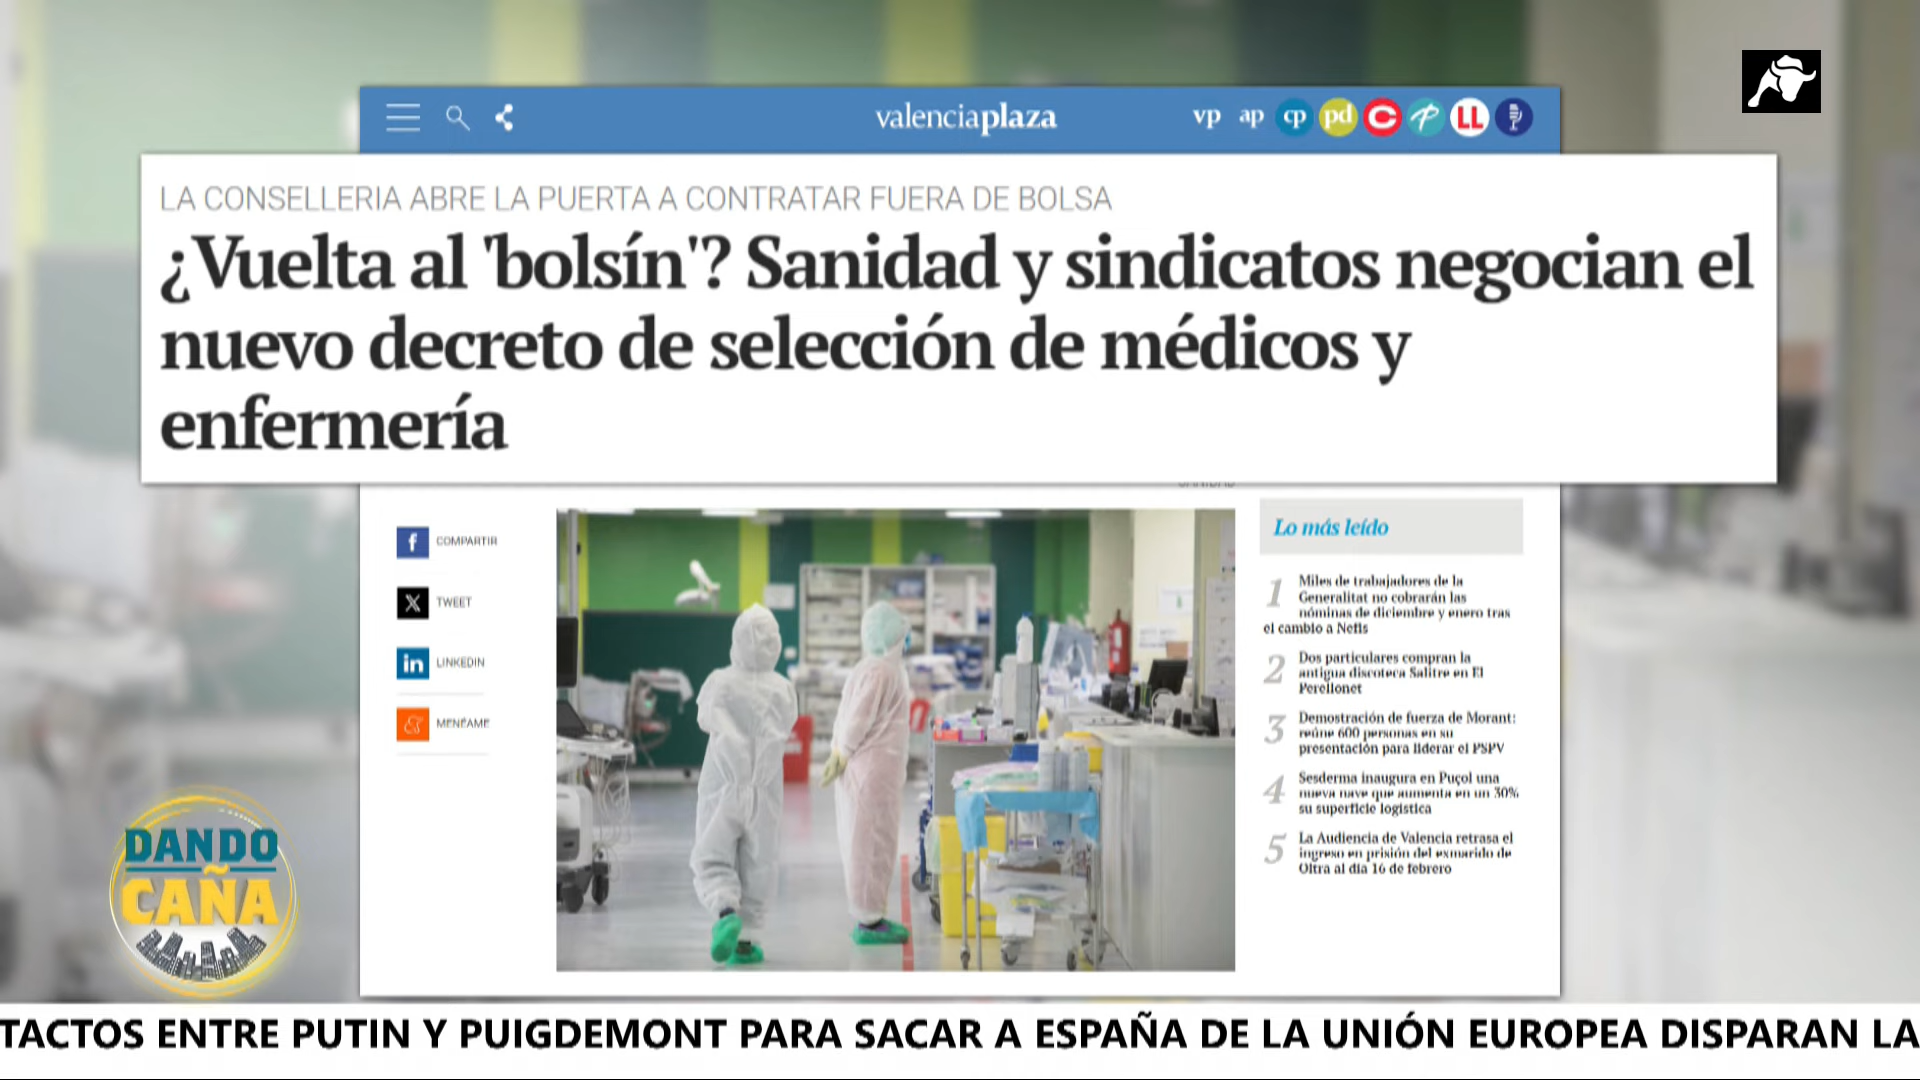 valenciaplaza
vp ap cp pd C P LL
LA CONSELLERIA ABRE LA PUERTA A CONTRATAR FUERA DE BOLSA
¿Vuelta al 'bolsín'? Sanidad y sindicatos negocian el
nuevo decreto de selección de médicos y
enfermería
COMPARTIR
TWEET
LINKEDIN
MENÉAME
Lo más leído
1 Miles de trabajadores de la
Generalitat no cobrarán las
nóminas de diciembre y enero tras
el cambio a Nefis
2 Dos particulares compran la
antigua discoteca Salitre en El
Perellonet
3 Demostración de fuerza de Morant:
reúne 600 personas en su
presentación para liderar el PSPV
4 Sesderma inaugura en Puçol una
nueva nave que aumenta en un 30%
su superficie logística
5 La Audiencia de Valencia retrasa el
ingreso en prisión del exmarido de
Oltra al día 16 de febrero
DANDO
CAÑA
TACTOS ENTRE PUTIN Y PUIGDEMONT PARA SACAR A ESPAÑA DE LA UNIÓN EUROPEA DISPARAN LA